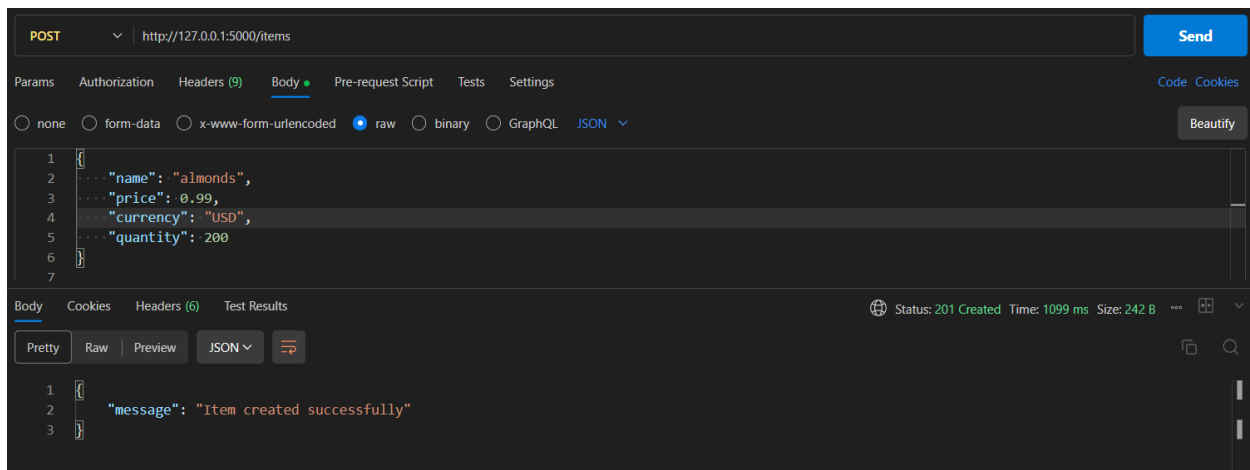 POST http://127.0.0.1:5000/items Send
Params Authorization Headers (9) Body Pre-request Script Tests Settings Code Cookies
none form-data x-www-form-urlencoded raw binary GraphQL JSON Beautify
1 {
2 ····"name":·"almonds",
3 ····"price":·0.99,
4 ····"currency":·"USD",
5 ····"quantity":·200
6 }
7
Body Cookies Headers (6) Test Results Status: 201 Created Time: 1099 ms Size: 242 B
Pretty Raw Preview JSON
1 {
2 "message": "Item created successfully"
3 }